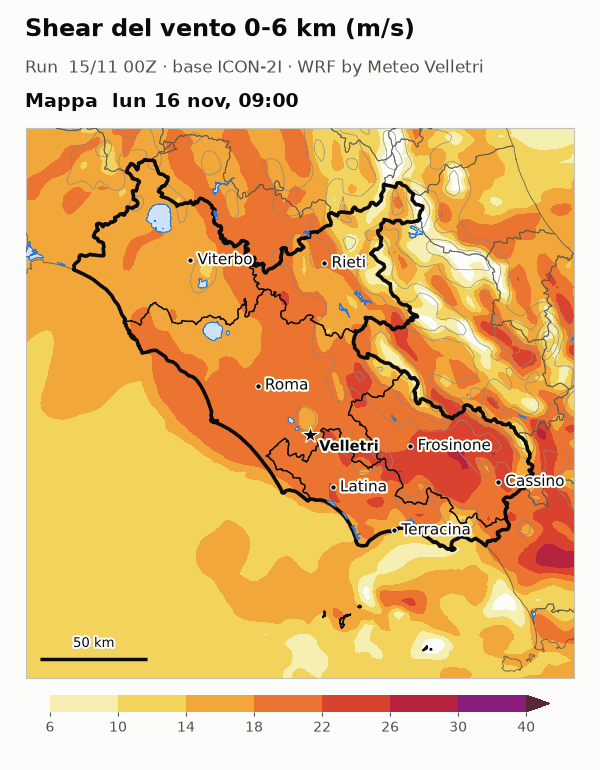 Shear del vento 0-6 km (m/s)
Run  15/11 00Z · base ICON-2I · WRF by Meteo Velletri
Mappa  lun 16 nov, 09:00
Viterbo
Rieti
Roma
Velletri
Frosinone
Cassino
Latina
Terracina
50 km
6 10 14 18 22 26 30 40